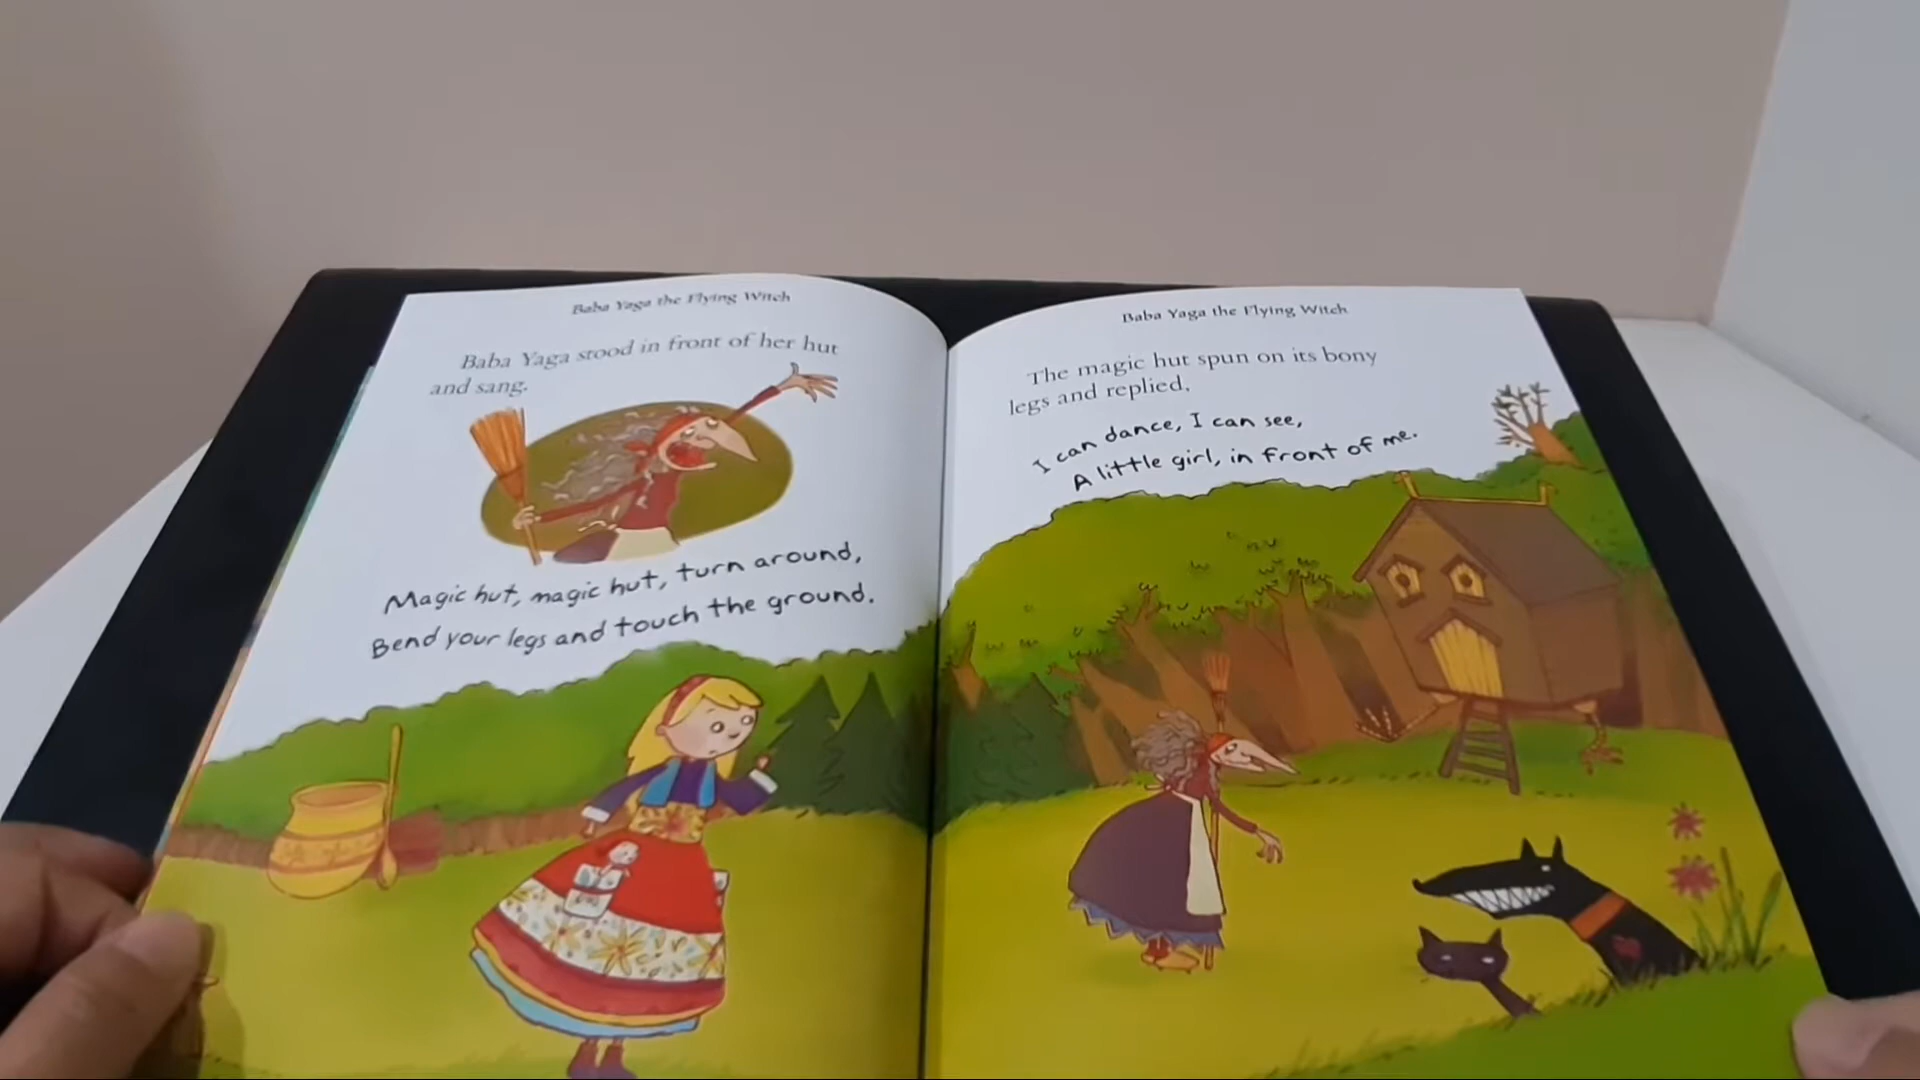 Baba Yaga the Flying Witch
Baba Yaga stood in front of her hut
and sang.
Magic hut, magic hut, turn around,
Bend your legs and touch the ground.
Baba Yaga the Flying Witch
The magic hut spun on its bony
legs and replied,
I can dance, I can see,
A little girl, in front of me.